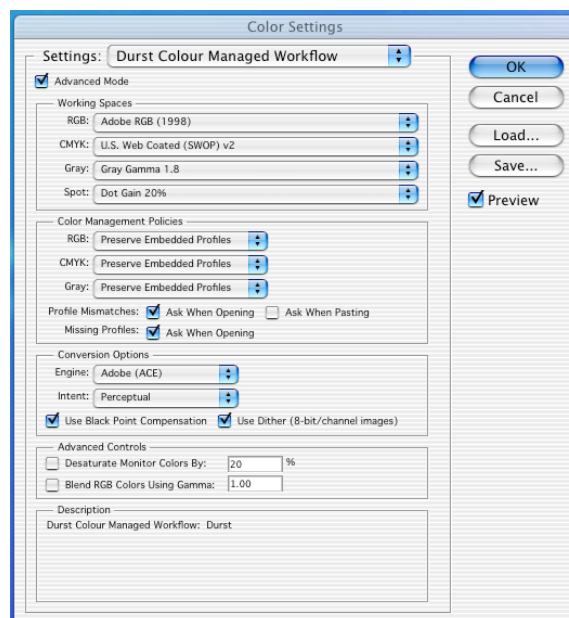 Color Settings
Settings: Durst Colour Managed Workflow
OK
Advanced Mode
Cancel
Working Spaces
RGB: Adobe RGB (1998)
CMYK: U.S. Web Coated (SWOP) v2
Load...
Gray: Gray Gamma 1.8
Save...
Spot: Dot Gain 20%
Preview
Color Management Policies
RGB: Preserve Embedded Profiles
CMYK: Preserve Embedded Profiles
Gray: Preserve Embedded Profiles
Profile Mismatches: Ask When Opening Ask When Pasting
Missing Profiles: Ask When Opening
Conversion Options
Engine: Adobe (ACE)
Intent: Perceptual
Use Black Point Compensation Use Dither (8-bit/channel images)
Advanced Controls
Desaturate Monitor Colors By: 20 %
Blend RGB Colors Using Gamma: 1.00
Description
Durst Colour Managed Workflow: Durst